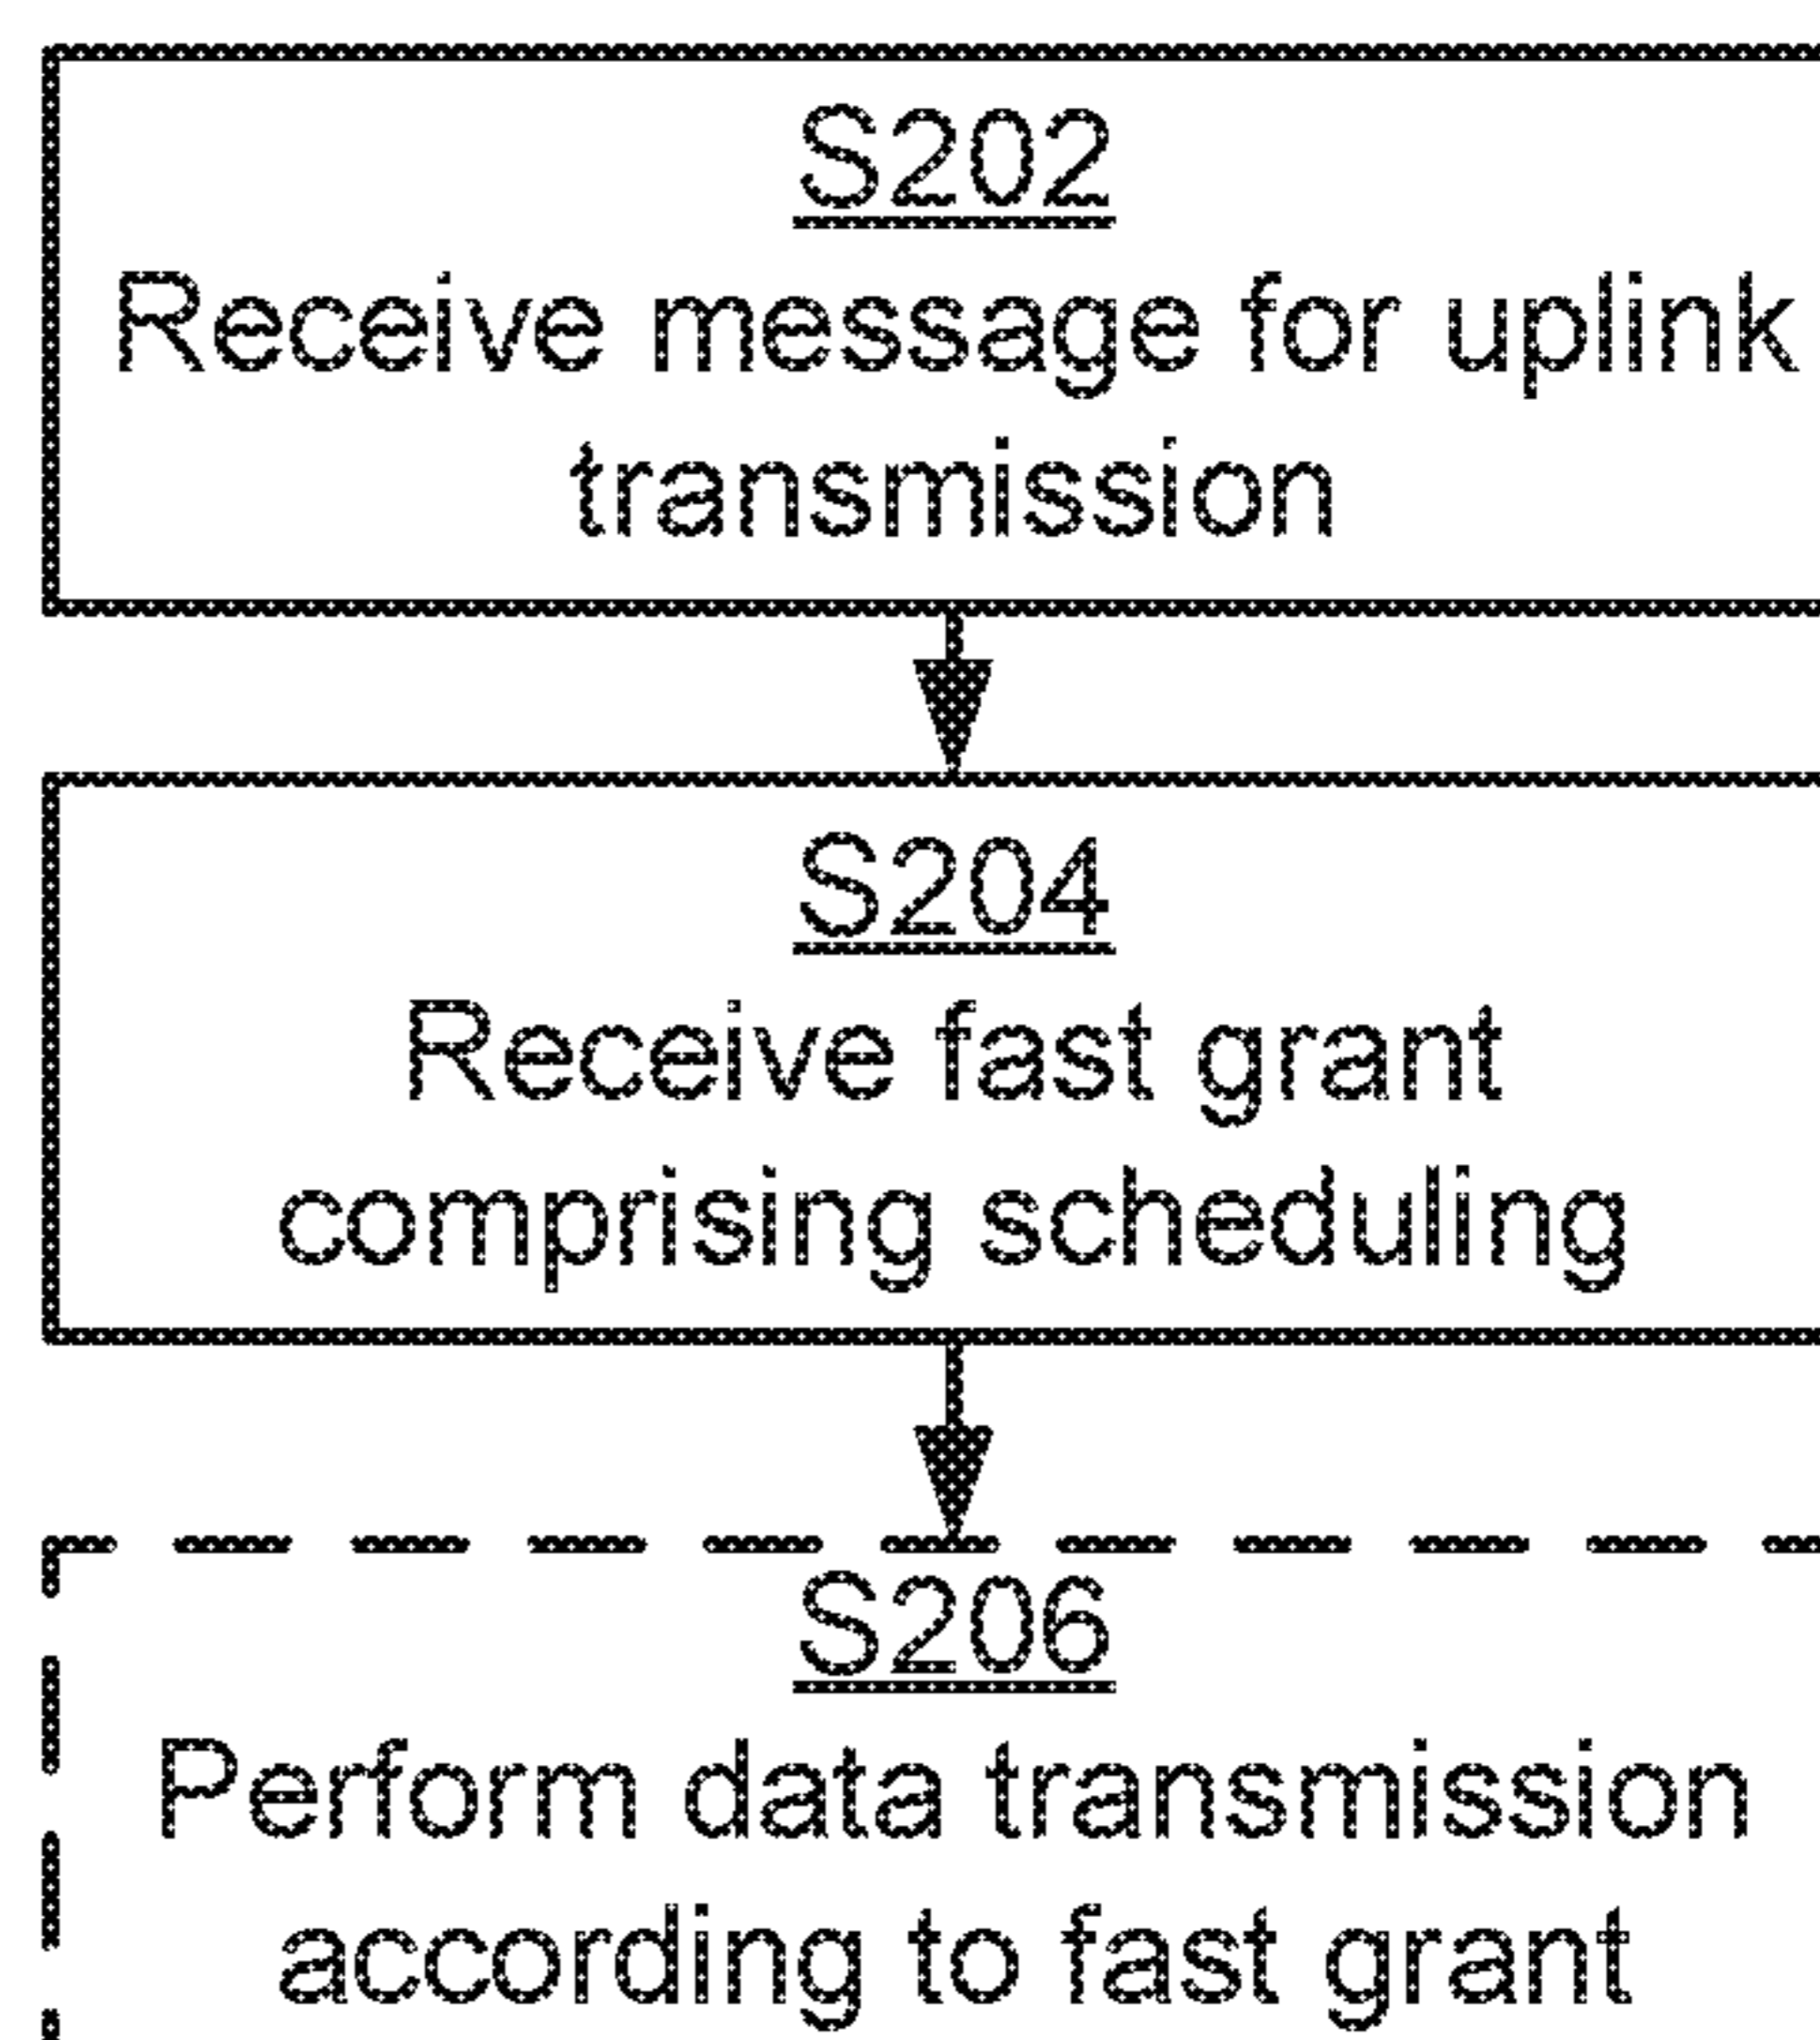 S202
Receive message for uplink
transmission
S204
Receive fast grant
comprising scheduling
S206
Perform data transmission
according to fast grant